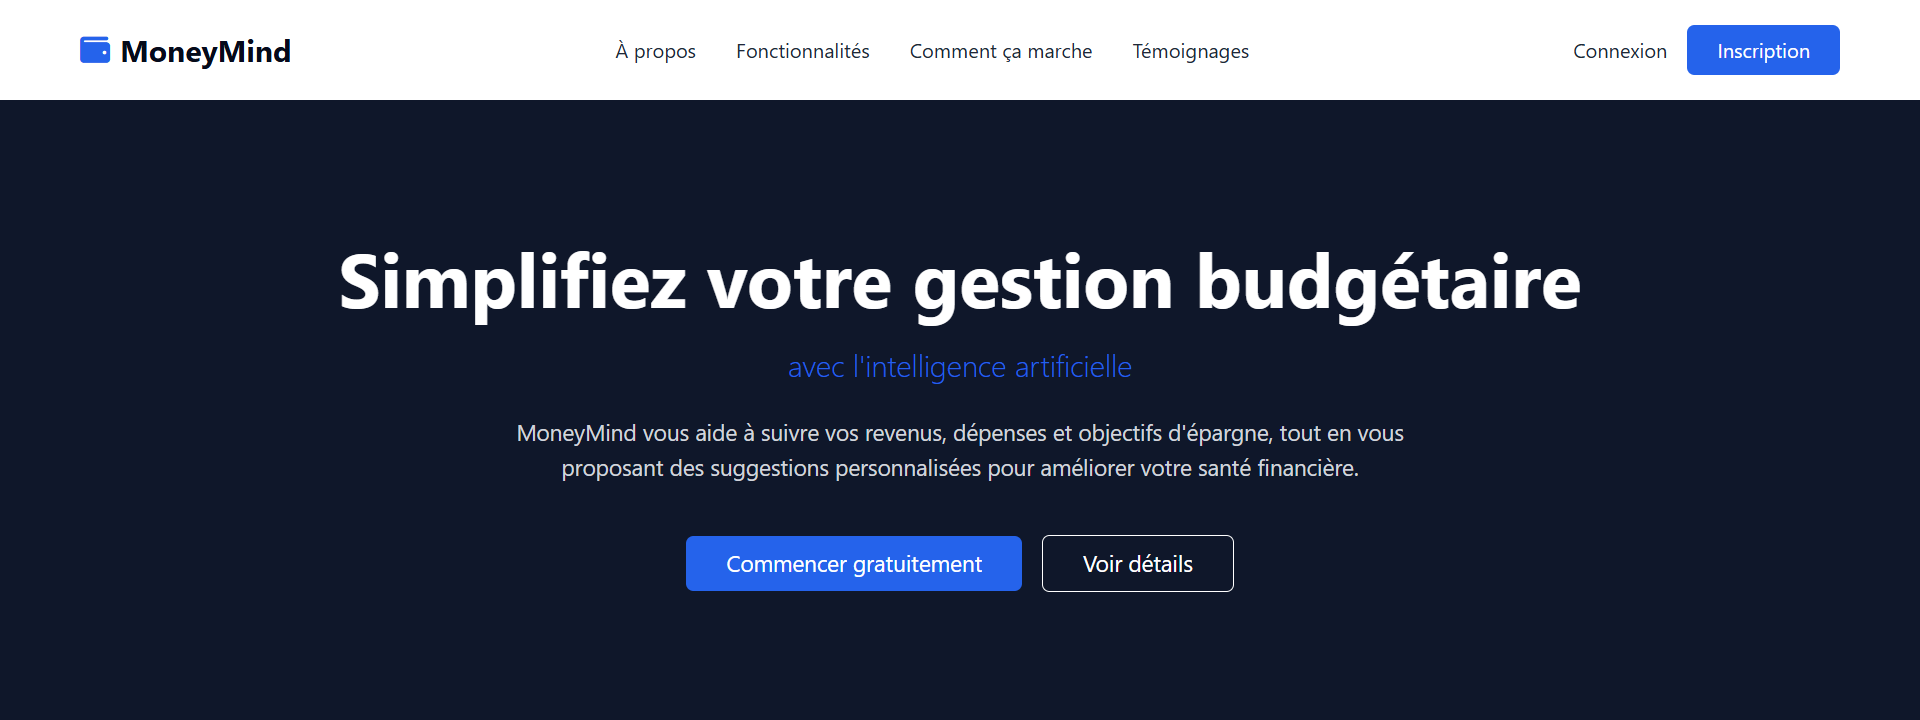 MoneyMind
À propos
Fonctionnalités
Comment ça marche
Témoignages
Connexion
Inscription
Simplifiez votre gestion budgétaire
avec l'intelligence artificielle
MoneyMind vous aide à suivre vos revenus, dépenses et objectifs d'épargne, tout en vous
proposant des suggestions personnalisées pour améliorer votre santé financière.
Commencer gratuitement
Voir détails